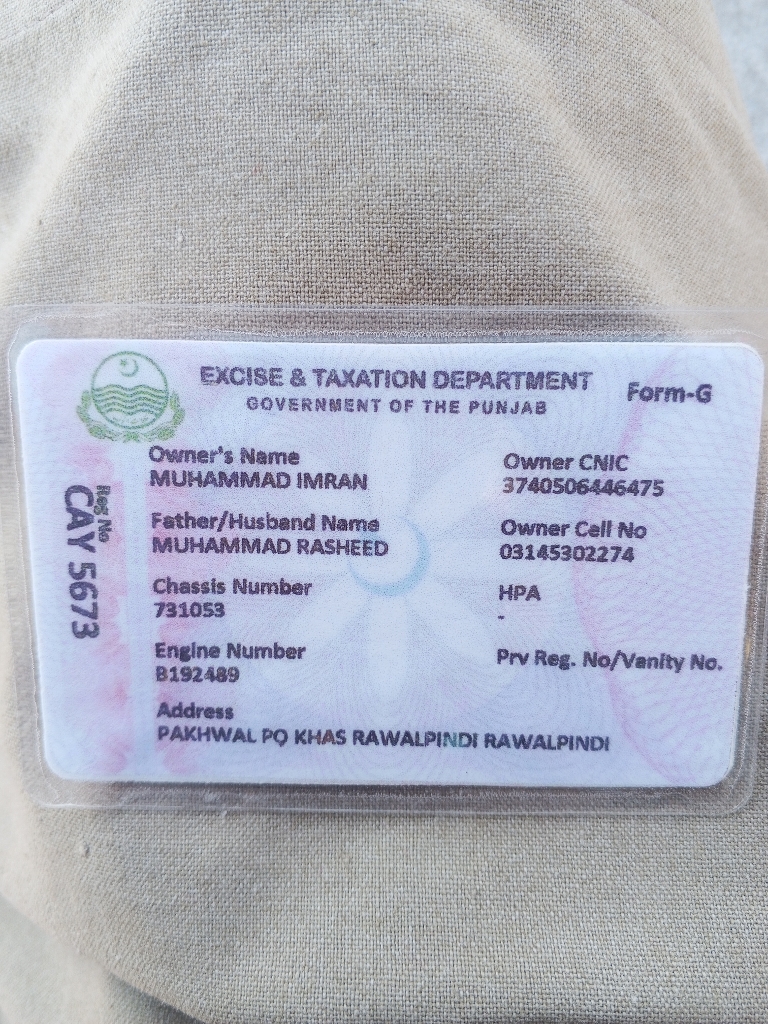 EXCISE & TAXATION DEPARTMENT
GOVERNMENT OF THE PUNJAB
Form-G
Reg No
CAY 5673
Owner's Name
MUHAMMAD IMRAN
Owner CNIC
3740506446475
Father/Husband Name
MUHAMMAD RASHEED
Owner Cell No
03145302274
Chassis Number
731053
HPA
-
Engine Number
B192489
Prv Reg. No/Vanity No.
Address
PAKHWAL PO KHAS RAWALPINDI RAWALPINDI